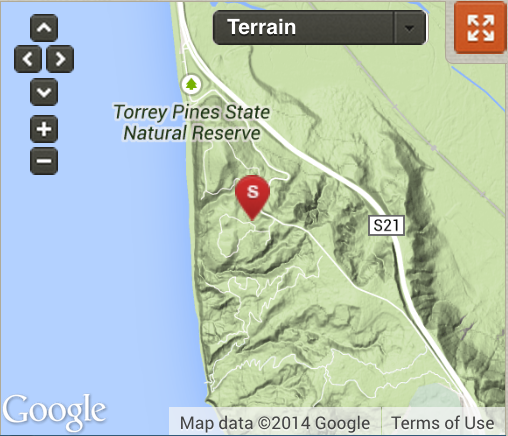 Terrain
Torrey Pines State
Natural Reserve
S
S21
Google
Map data ©2014 Google
Terms of Use